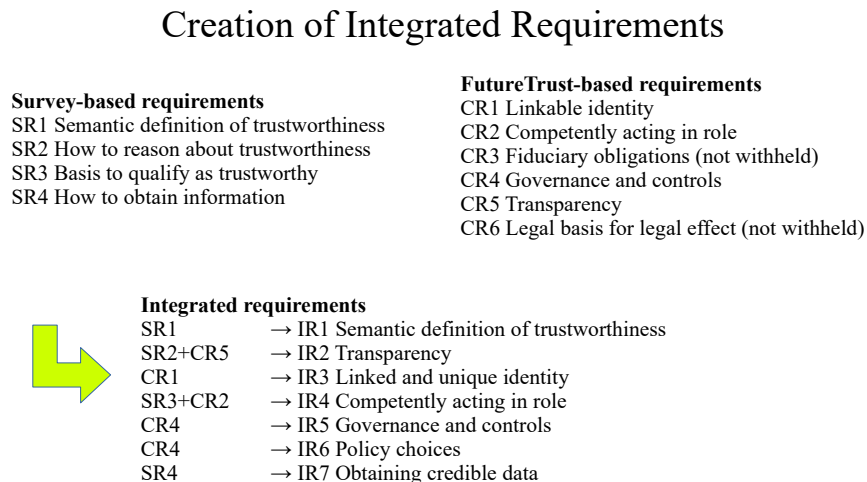 Creation of Integrated Requirements
Survey-based requirements
SR1 Semantic definition of trustworthiness
SR2 How to reason about trustworthiness
SR3 Basis to qualify as trustworthy
SR4 How to obtain information
FutureTrust-based requirements
CR1 Linkable identity
CR2 Competently acting in role
CR3 Fiduciary obligations (not withheld)
CR4 Governance and controls
CR5 Transparency
CR6 Legal basis for legal effect (not withheld)
Integrated requirements
SR1 → IR1 Semantic definition of trustworthiness
SR2+CR5 → IR2 Transparency
CR1 → IR3 Linked and unique identity
SR3+CR2 → IR4 Competently acting in role
CR4 → IR5 Governance and controls
CR4 → IR6 Policy choices
SR4 → IR7 Obtaining credible data